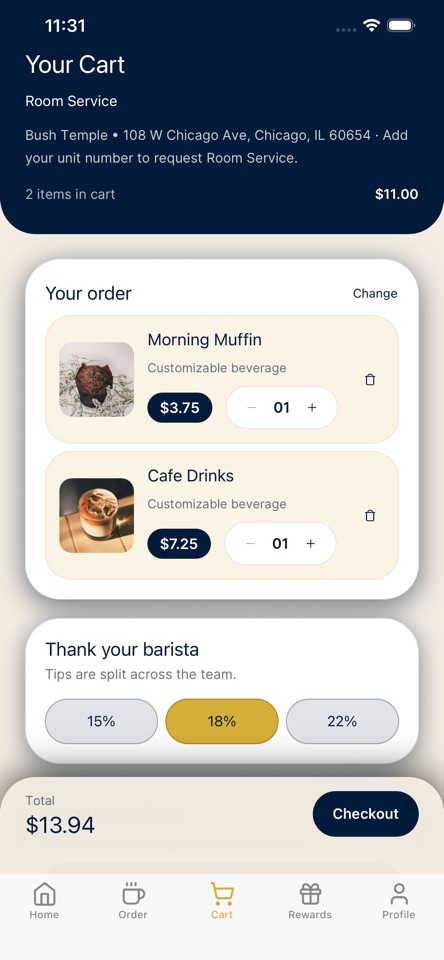 11:31
Your Cart
Room Service
Bush Temple • 108 W Chicago Ave, Chicago, IL 60654 · Add
your unit number to request Room Service.
2 items in cart
$11.00
Your order
Change
Morning Muffin
Customizable beverage
$3.75
− 01 +
Cafe Drinks
Customizable beverage
$7.25
− 01 +
Thank your barista
Tips are split across the team.
15%
18%
22%
Total
$13.94
Checkout
Home
Order
Cart
Rewards
Profile